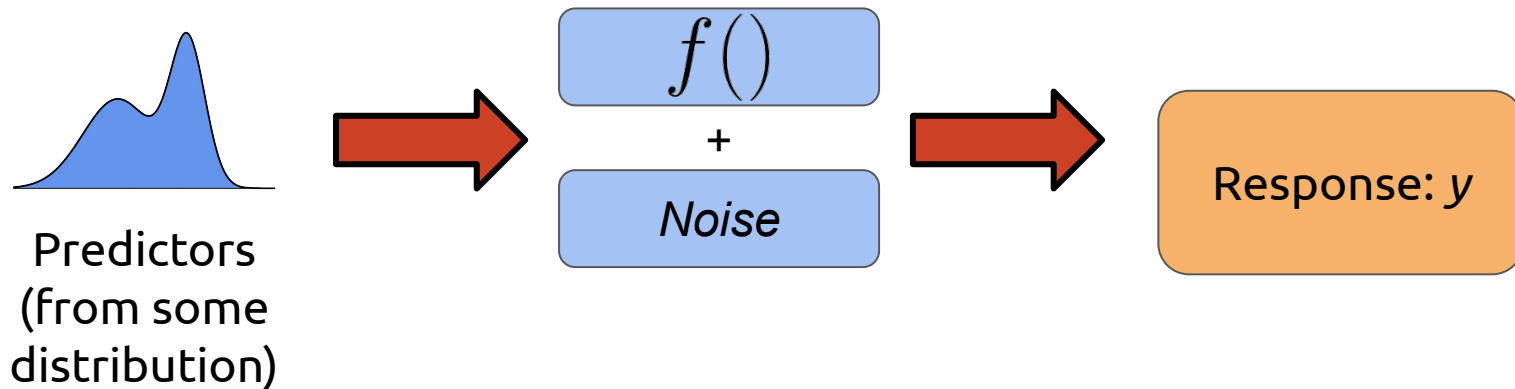 Predictors
(from some
distribution)
f()
+
Noise
Response: y